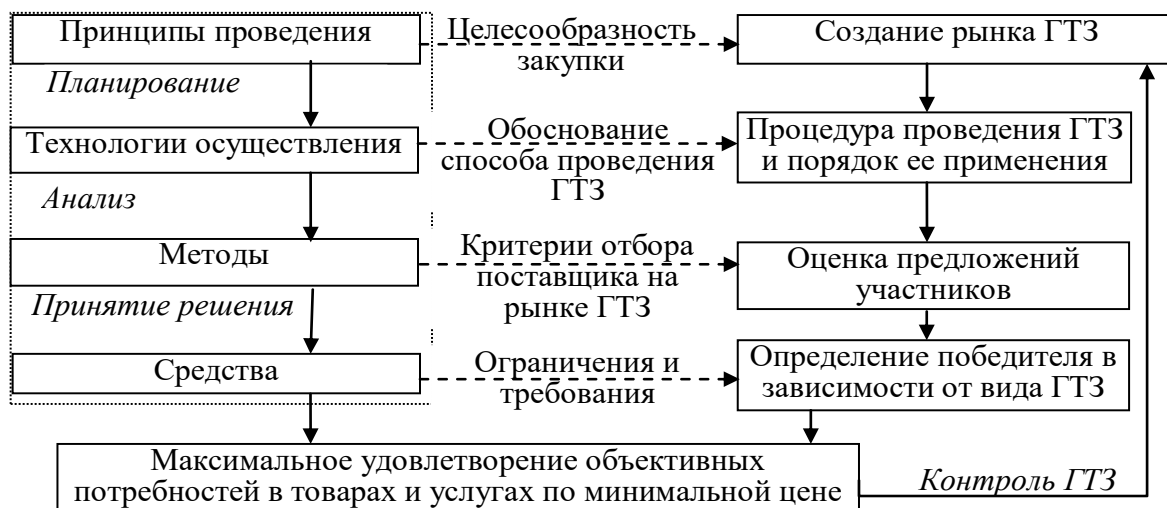 Принципы проведения
Целесообразность
закупки
Создание рынка ГТЗ
Планирование
Технологии осуществления
Обоснование
способа проведения
ГТЗ
Процедура проведения ГТЗ
и порядок ее применения
Анализ
Методы
Критерии отбора
поставщика на
рынке ГТЗ
Оценка предложений
участников
Принятие решения
Средства
Ограничения и
требования
Определение победителя в
зависимости от вида ГТЗ
Максимальное удовлетворение объективных
потребностей в товарах и услугах по минимальной цене
Контроль ГТЗ